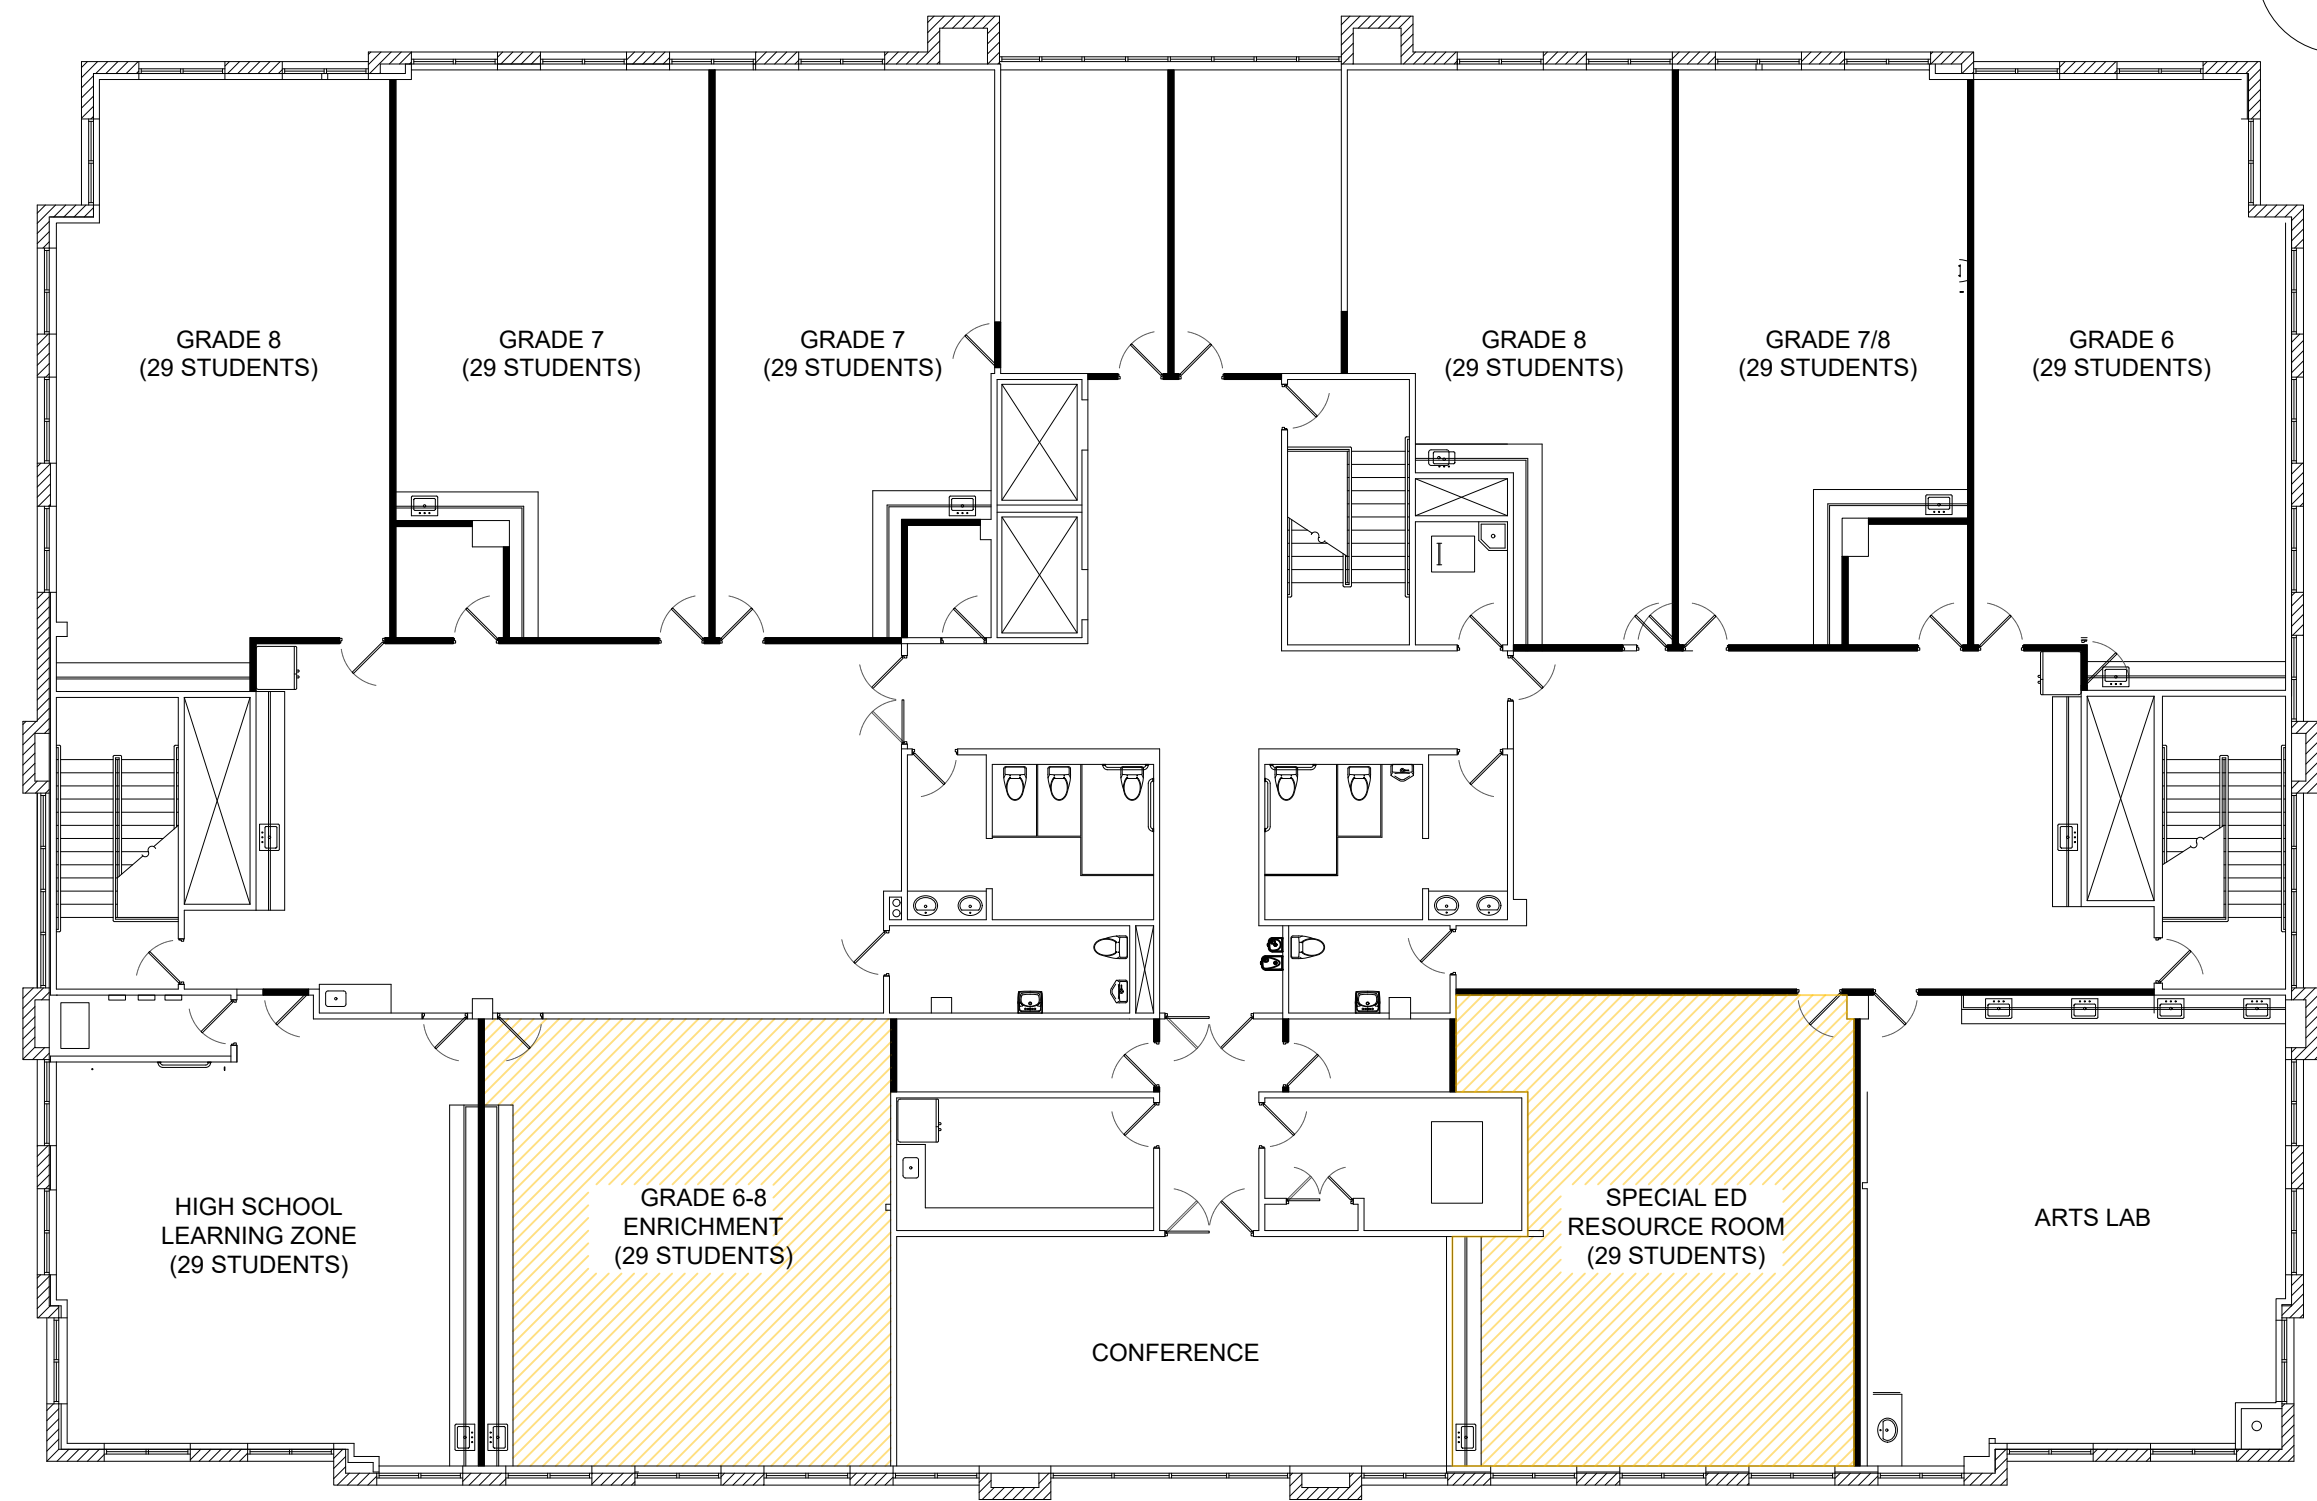 GRADE 8
(29 STUDENTS)
GRADE 7
(29 STUDENTS)
GRADE 7
(29 STUDENTS)
GRADE 8
(29 STUDENTS)
GRADE 7/8
(29 STUDENTS)
GRADE 6
(29 STUDENTS)
HIGH SCHOOL
LEARNING ZONE
(29 STUDENTS)
GRADE 6-8
ENRICHMENT
(29 STUDENTS)
CONFERENCE
SPECIAL ED
RESOURCE ROOM
(29 STUDENTS)
ARTS LAB